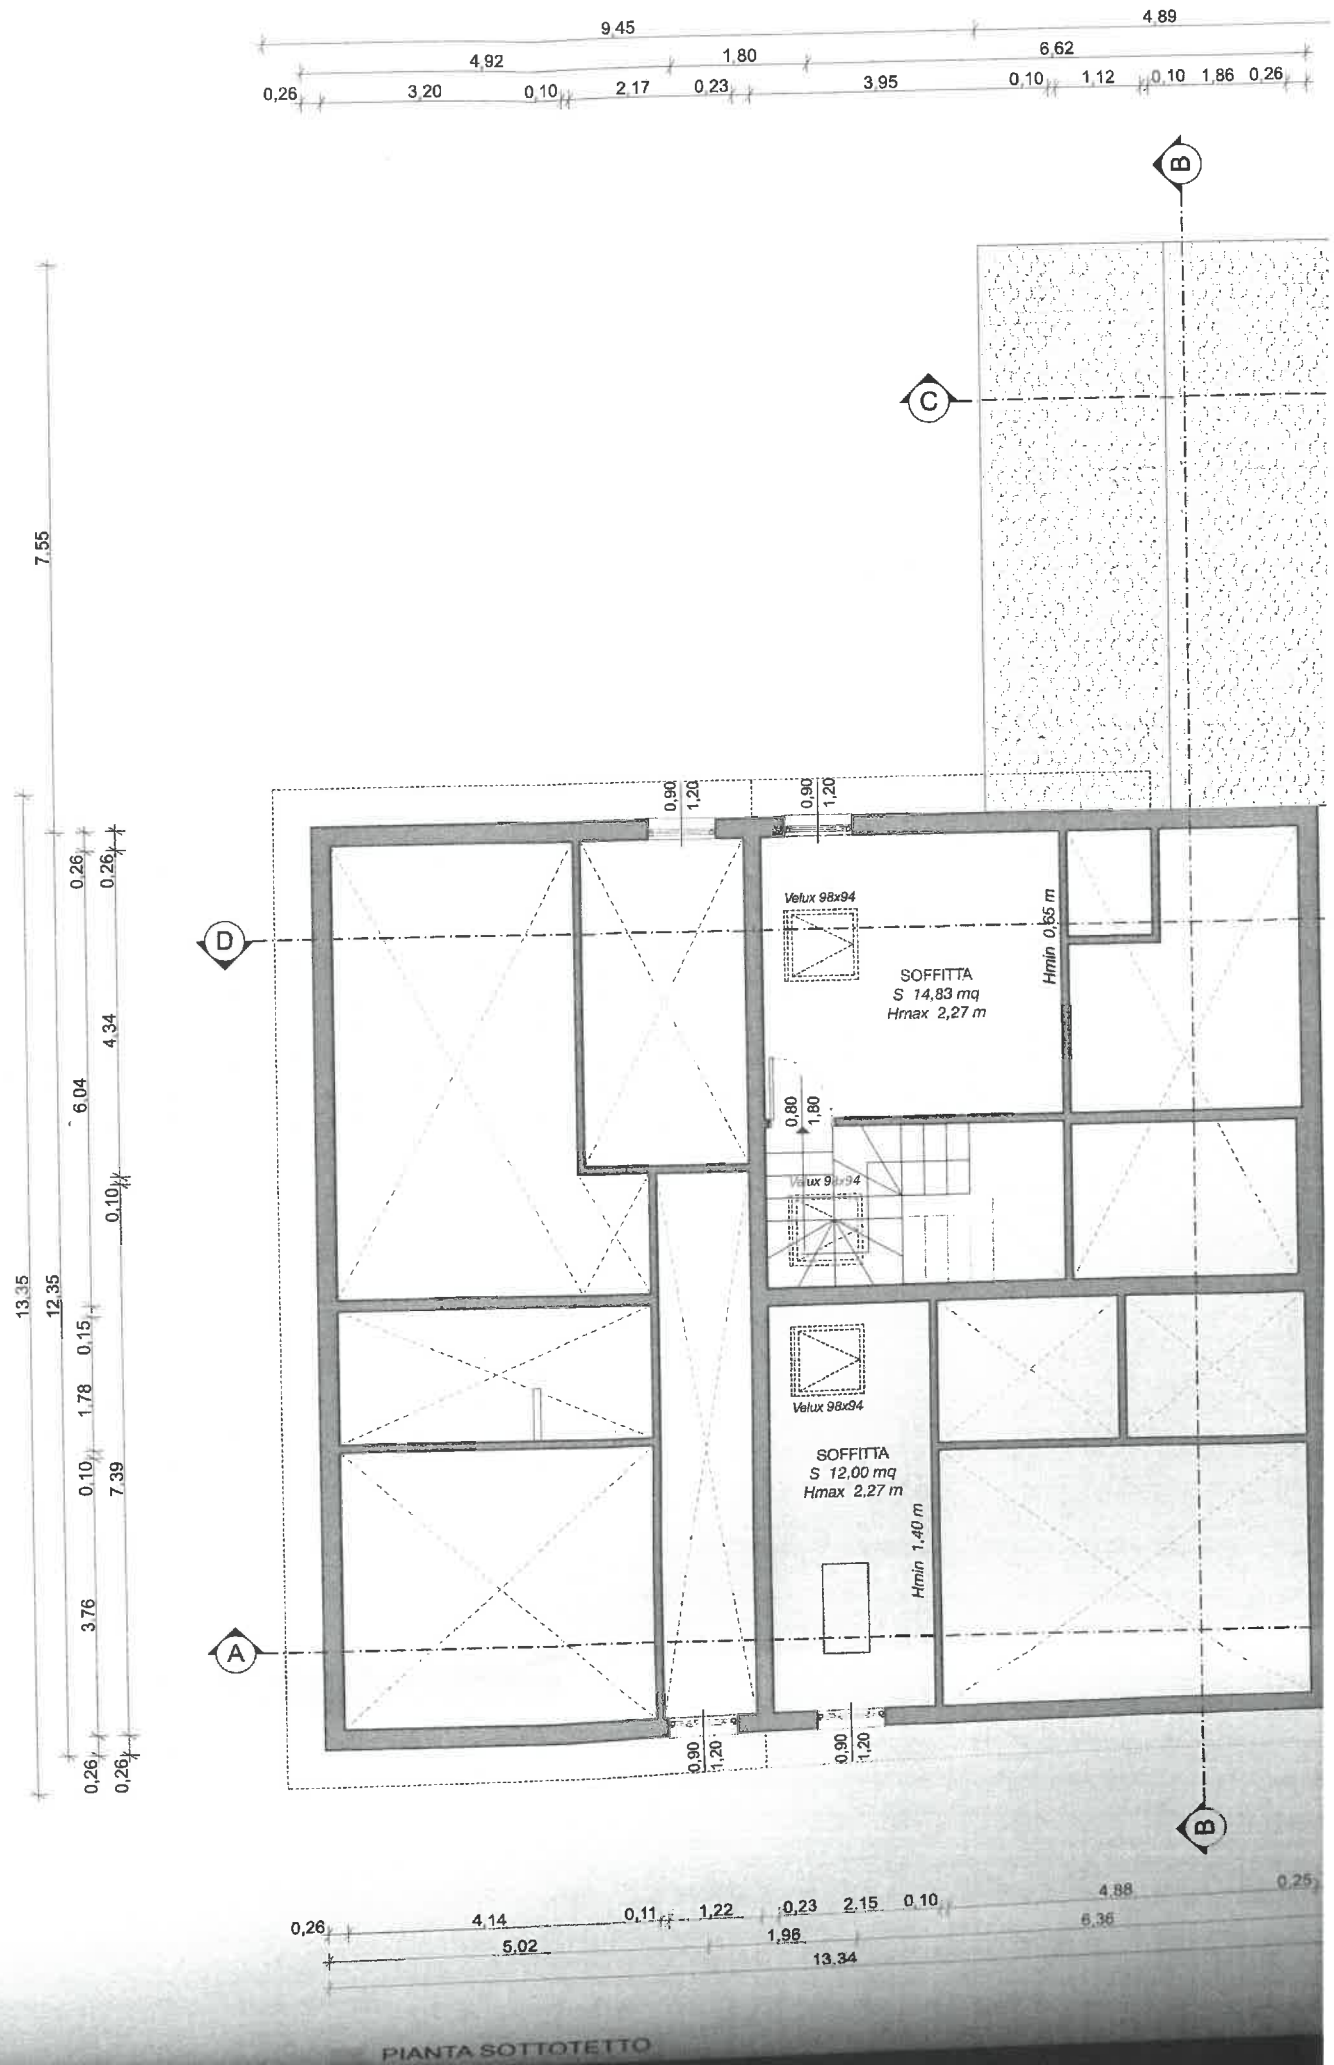 9.45 4,89
4,92 1,80 6,62
0,26 3,20 0,10 2,17 0,23 3,95 0,10 1,12 0,10 1,86 0,26
B
C
7.55
0,90 1,20
0,90 1,20
0,26
0,26
Velux 98x94
Hmin 0,65 m
D
SOFFITTA
S 14,83 mq
Hmax 2,27 m
4,34
6,04
0,80 1,80
0,10
13,35
12,35
0,15
1,78
0,10
7,39
3,76
Velux 98x94
SOFFITTA
S 12,00 mq
Hmax 2,27 m
Hmin 1,40 m
A
0,90 1,20
0,90 1,20
0,26
0,26
B
0,26 4,14 0,11 1,22 0,23 2.15 0,10 4,88 0,25
5,02 1,96 6,36
13.34
PIANTA SOTTOTETTO